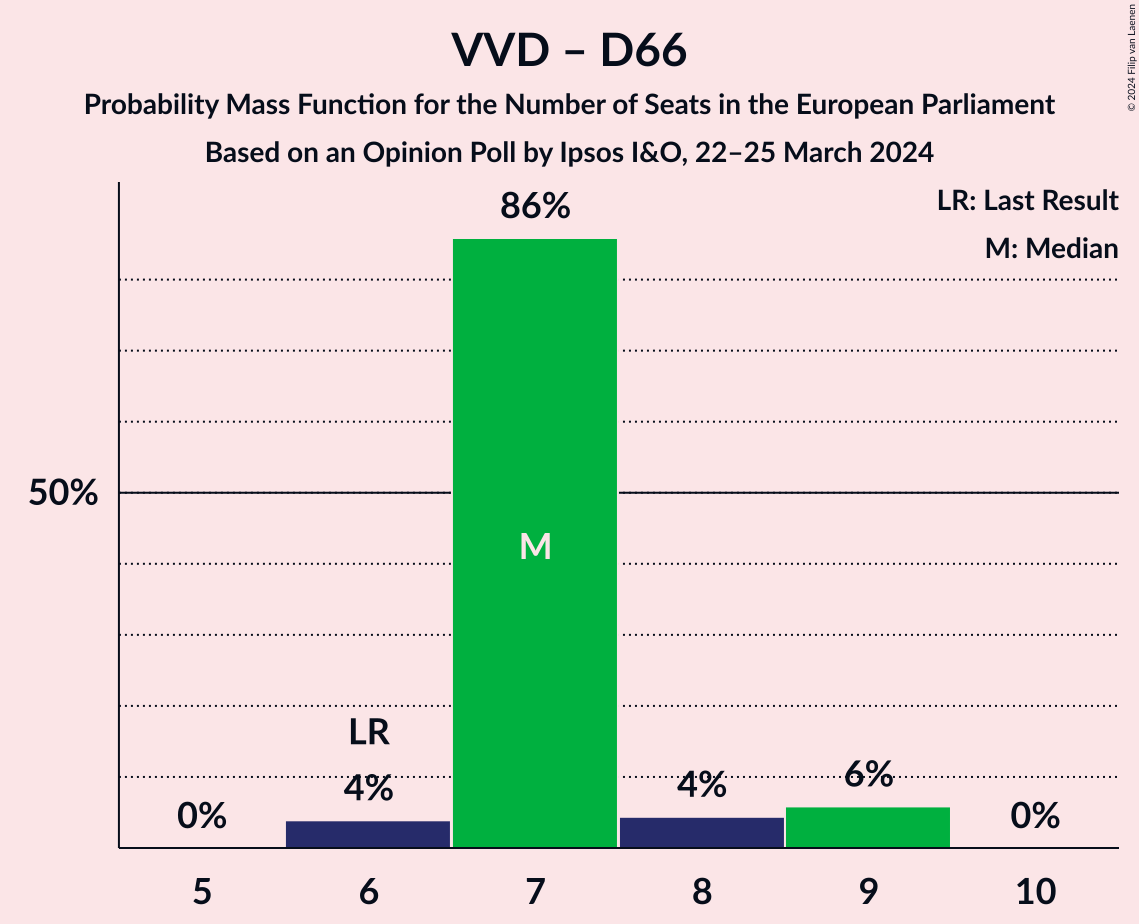 VVD – D66
Probability Mass Function for the Number of Seats in the European Parliament
Based on an Opinion Poll by Ipsos I&O, 22–25 March 2024
© 2024 Filip van Laenen
LR: Last Result
M: Median
86%
50%
M
LR
0%
4%
4%
6%
0%
5
6
7
8
9
10